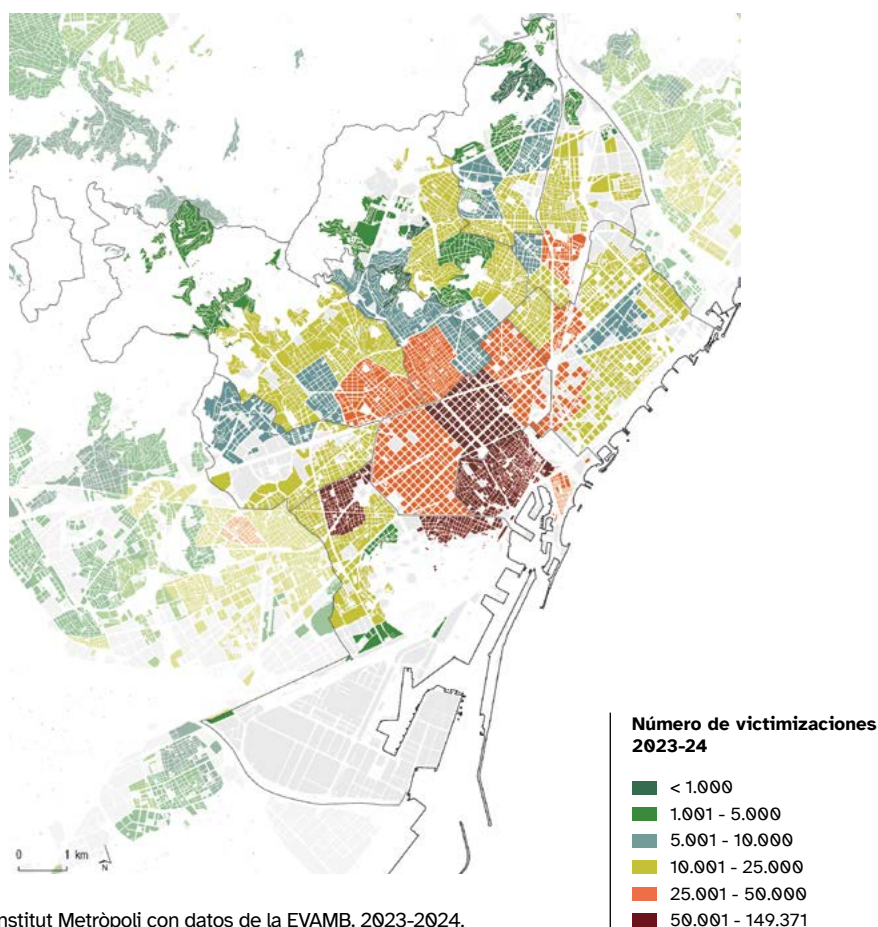 Número de victimizaciones
2023-24
< 1.000
1.001 - 5.000
5.001 - 10.000
10.001 - 25.000
25.001 - 50.000
50.001 - 149.371
0 1 km
N
nstitut Metròpoli con datos de la EVAMB, 2023-2024.